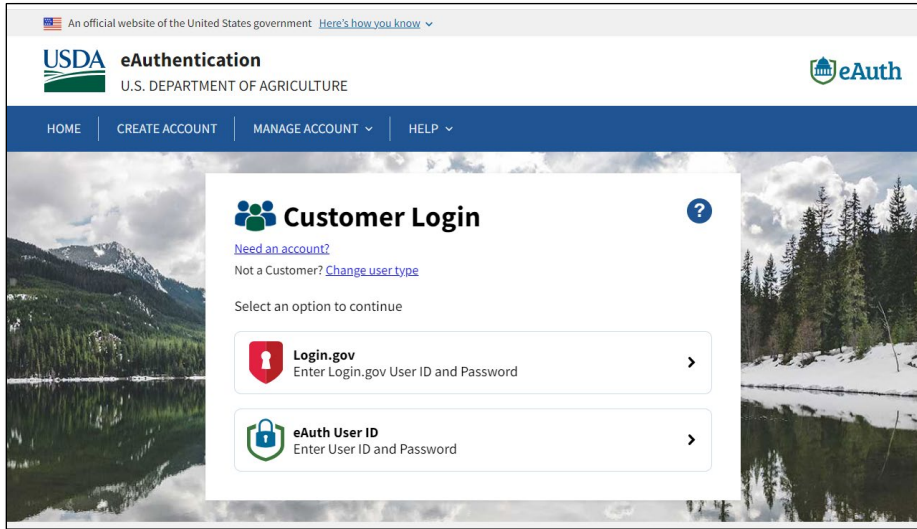 An official website of the United States government Here's how you know
USDA eAuthentication
U.S. DEPARTMENT OF AGRICULTURE
eAuth
HOME CREATE ACCOUNT MANAGE ACCOUNT HELP
Customer Login
?
Need an account?
Not a Customer? Change user type
Select an option to continue
Login.gov
Enter Login.gov User ID and Password
eAuth User ID
Enter User ID and Password